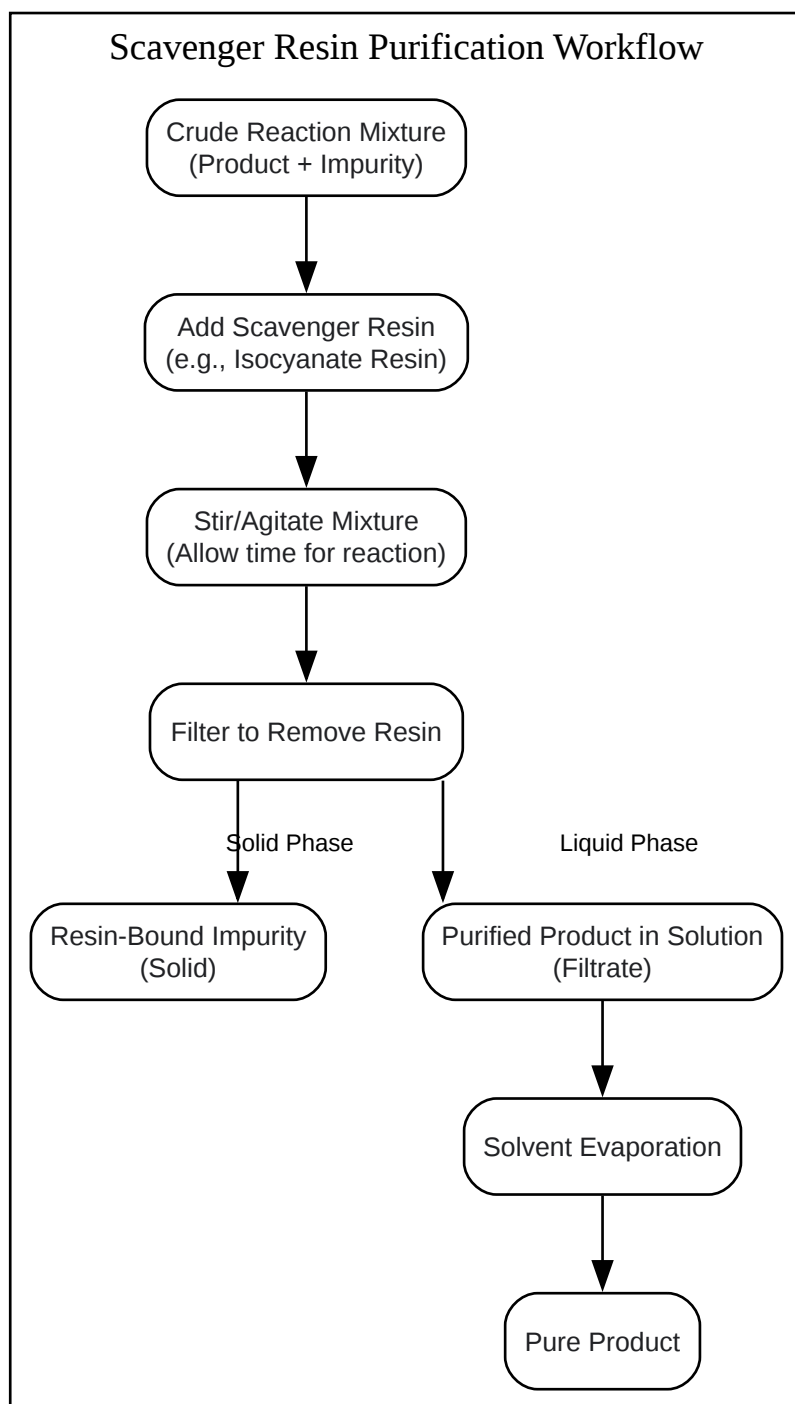 Scavenger Resin Purification Workflow
Crude Reaction Mixture
(Product + Impurity)
Add Scavenger Resin
(e.g., Isocyanate Resin)
Stir/Agitate Mixture
(Allow time for reaction)
Filter to Remove Resin
Solid Phase
Liquid Phase
Resin-Bound Impurity
(Solid)
Purified Product in Solution
(Filtrate)
Solvent Evaporation
Pure Product